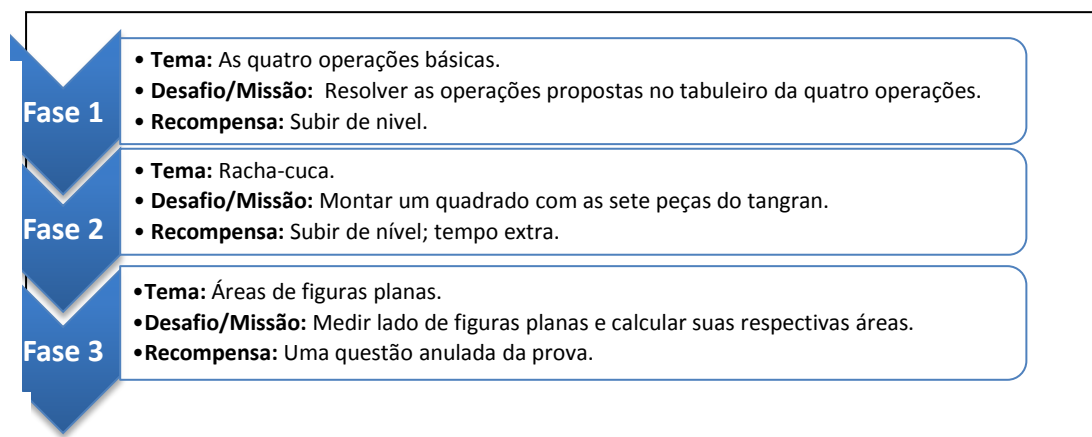 Fase 1
• Tema: As quatro operações básicas.
• Desafio/Missão: Resolver as operações propostas no tabuleiro da quatro operações.
• Recompensa: Subir de nivel.
Fase 2
• Tema: Racha-cuca.
• Desafio/Missão: Montar um quadrado com as sete peças do tangran.
• Recompensa: Subir de nível; tempo extra.
Fase 3
•Tema: Áreas de figuras planas.
•Desafio/Missão: Medir lado de figuras planas e calcular suas respectivas áreas.
•Recompensa: Uma questão anulada da prova.